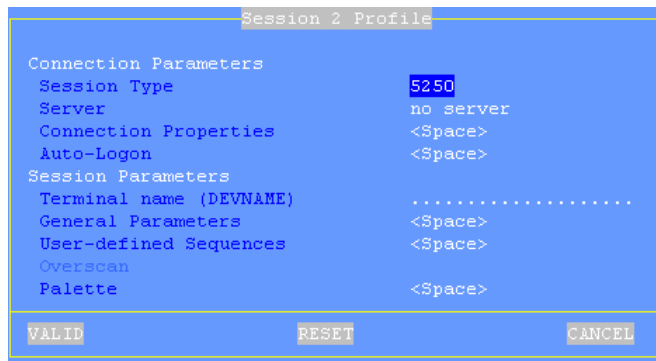 Session 2 Profile
Connection Parameters
Session Type 5250
Server no server
Connection Properties <Space>
Auto-Logon <Space>
Session Parameters
Terminal name (DEVNAME) ....................
General Parameters <Space>
User-defined Sequences <Space>
Overscan
Palette <Space>
VALID RESET CANCEL